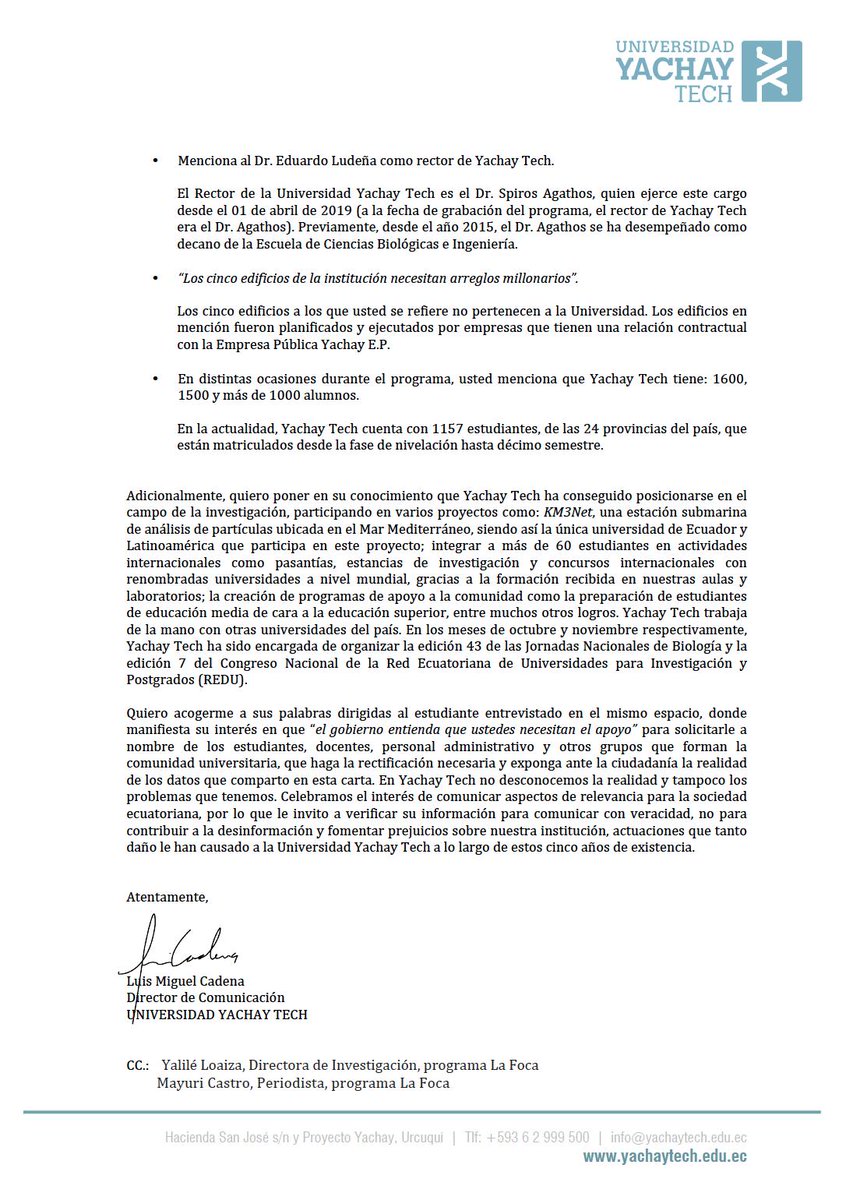 UNIVERSIDAD
YACHAY
TECH
• Menciona al Dr. Eduardo Ludeña como rector de Yachay Tech.
El Rector de la Universidad Yachay Tech es el Dr. Spiros Agathos, quien ejerce este cargo
desde el 01 de abril de 2019 (a la fecha de grabación del programa, el rector de Yachay Tech
era el Dr. Agathos). Previamente, desde el año 2015, el Dr. Agathos se ha desempeñado como
decano de la Escuela de Ciencias Biológicas e Ingeniería.
• “Los cinco edificios de la institución necesitan arreglos millonarios”.
Los cinco edificios a los que usted se refiere no pertenecen a la Universidad. Los edificios en
mención fueron planificados y ejecutados por empresas que tienen una relación contractual
con la Empresa Pública Yachay E.P.
• En distintas ocasiones durante el programa, usted menciona que Yachay Tech tiene: 1600,
1500 y más de 1000 alumnos.
En la actualidad, Yachay Tech cuenta con 1157 estudiantes, de las 24 provincias del país, que
están matriculados desde la fase de nivelación hasta décimo semestre.
Adicionalmente, quiero poner en su conocimiento que Yachay Tech ha conseguido posicionarse en el
campo de la investigación, participando en varios proyectos como: KM3Net, una estación submarina
de análisis de partículas ubicada en el Mar Mediterráneo, siendo así la única universidad de Ecuador y
Latinoamérica que participa en este proyecto; integrar a más de 60 estudiantes en actividades
internacionales como pasantías, estancias de investigación y concursos internacionales con
renombradas universidades a nivel mundial, gracias a la formación recibida en nuestras aulas y
laboratorios; la creación de programas de apoyo a la comunidad como la preparación de estudiantes
de educación media de cara a la educación superior, entre muchos otros logros. Yachay Tech trabaja
de la mano con otras universidades del país. En los meses de octubre y noviembre respectivamente,
Yachay Tech ha sido encargada de organizar la edición 43 de las Jornadas Nacionales de Biología y la
edición 7 del Congreso Nacional de la Red Ecuatoriana de Universidades para Investigación y
Postgrados (REDU).
Quiero acogerme a sus palabras dirigidas al estudiante entrevistado en el mismo espacio, donde
manifiesta su interés en que “el gobierno entienda que ustedes necesitan el apoyo” para solicitarle a
nombre de los estudiantes, docentes, personal administrativo y otros grupos que forman la
comunidad universitaria, que haga la rectificación necesaria y exponga ante la ciudadanía la realidad
de los datos que comparto en esta carta. En Yachay Tech no desconocemos la realidad y tampoco los
problemas que tenemos. Celebramos el interés de comunicar aspectos de relevancia para la sociedad
ecuatoriana, por lo que le invito a verificar su información para comunicar con veracidad, no para
contribuir a la desinformación y fomentar prejuicios sobre nuestra institución, actuaciones que tanto
daño le han causado a la Universidad Yachay Tech a lo largo de estos cinco años de existencia.
Atentamente,
Luis Miguel Cadena
Director de Comunicación
UNIVERSIDAD YACHAY TECH
CC.: Yalilé Loaiza, Directora de Investigación, programa La Foca
Mayuri Castro, Periodista, programa La Foca
Hacienda San José s/n y Proyecto Yachay, Urcuquí | Tlf: +593 6 2 999 500 | info@yachaytech.edu.ec
www.yachaytech.edu.ec